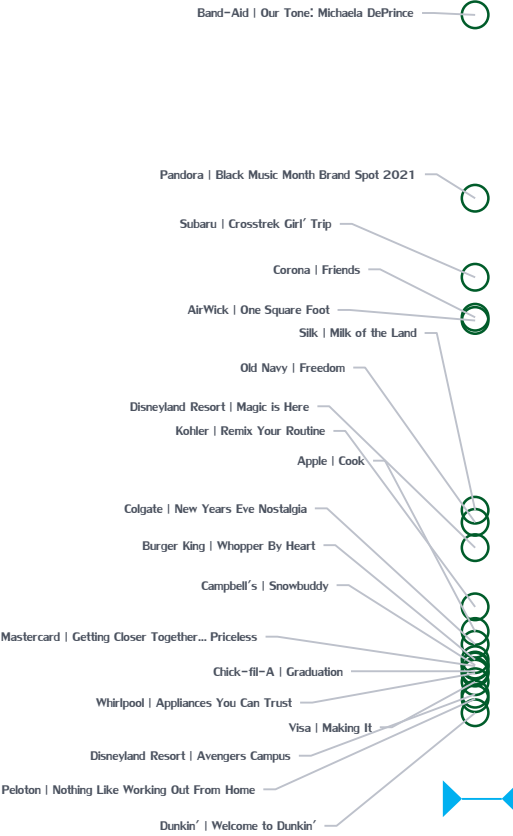 Band-Aid | Our Tone: Michaela DePrince
Pandora | Black Music Month Brand Spot 2021
Subaru | Crosstrek Girl' Trip
Corona | Friends
AirWick | One Square Foot
Silk | Milk of the Land
Old Navy | Freedom
Disneyland Resort | Magic is Here
Kohler | Remix Your Routine
Apple | Cook
Colgate | New Years Eve Nostalgia
Burger King | Whopper By Heart
Campbell's | Snowbuddy
Mastercard | Getting Closer Together... Priceless
Chick-fil-A | Graduation
Whirlpool | Appliances You Can Trust
Visa | Making It
Disneyland Resort | Avengers Campus
Peloton | Nothing Like Working Out From Home
Dunkin' | Welcome to Dunkin'